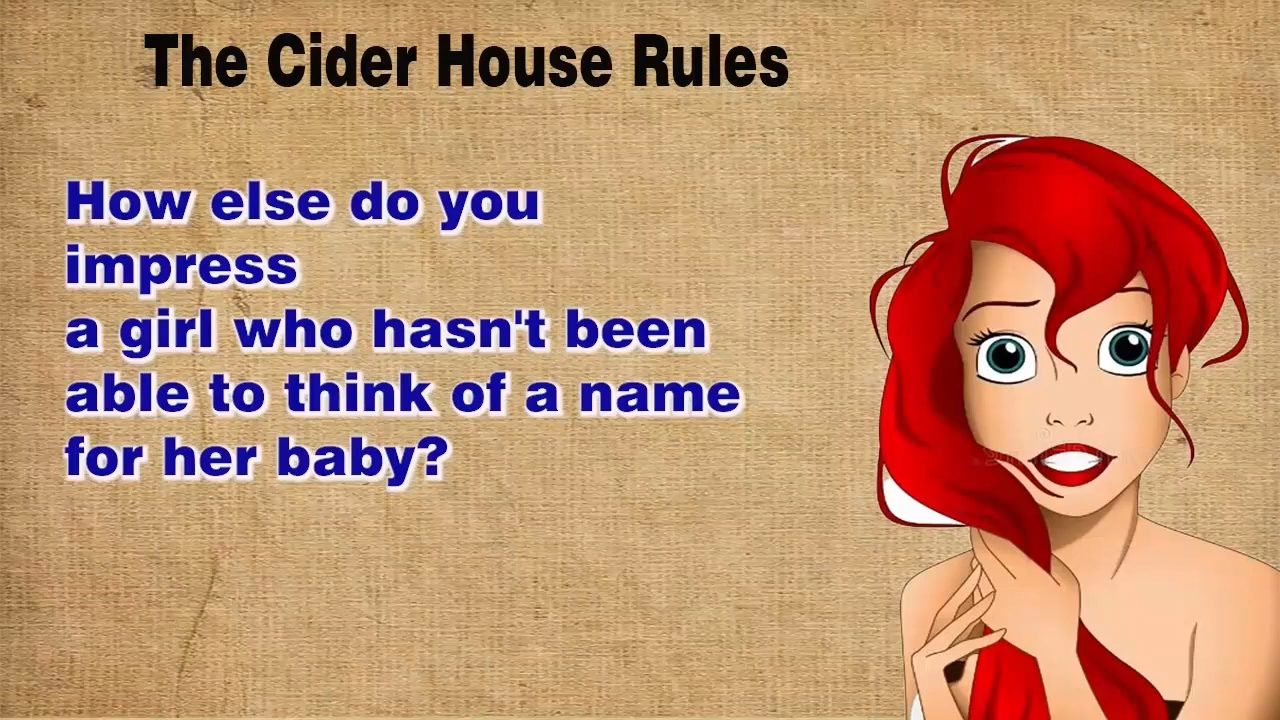 The Cider House Rules
How else do you
impress
a girl who hasn't been
able to think of a name
for her baby?